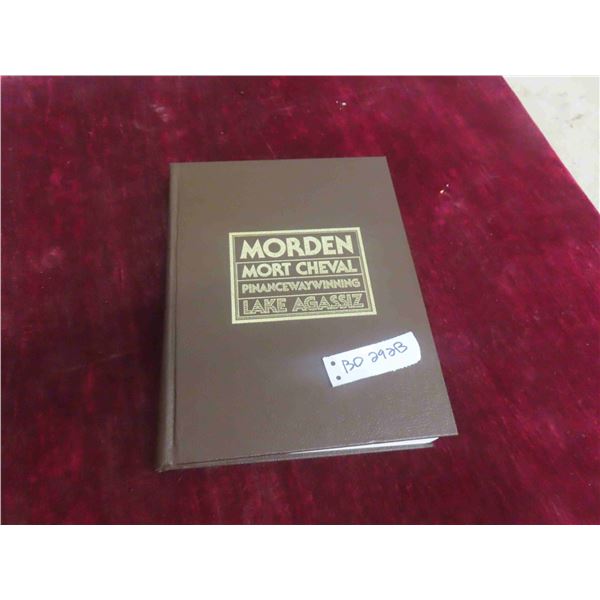 MORDEN
MORT CHEVAL
PINANCEWAYWINNING
LAKE AGASSIZ
BO 292B